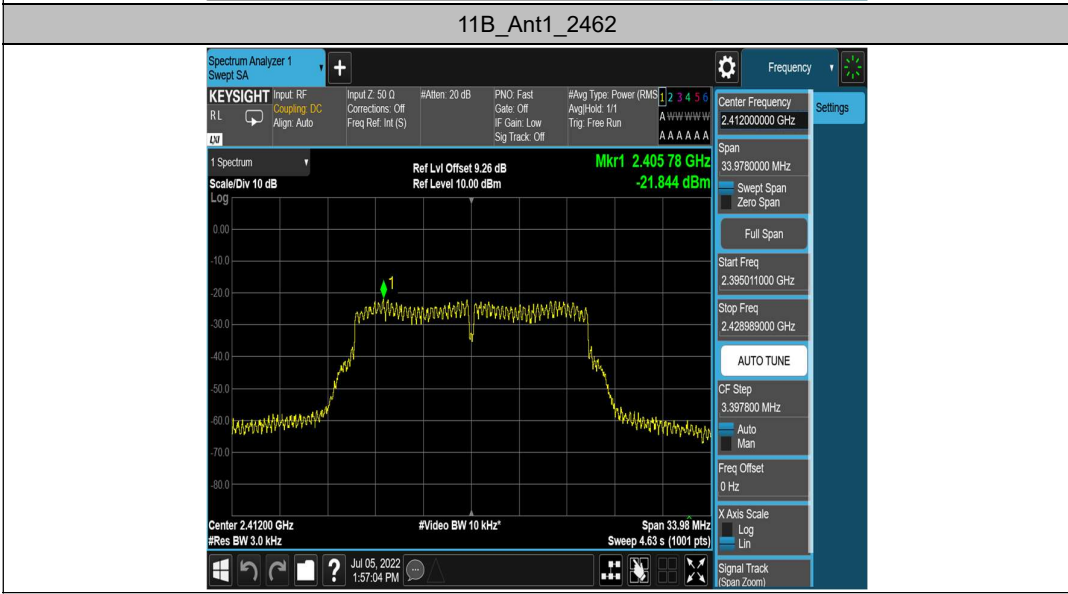 11B_Ant1_2462
Spectrum Analyzer 1
Swept SA
+
Frequency
KEYSIGHT
RL
LXI
Input: RF
Coupling: DC
Align: Auto
Input Z: 50 Ω
Corrections: Off
Freq Ref: Int (S)
#Atten: 20 dB
PNO: Fast
Gate: Off
IF Gain: Low
Sig Track: Off
#Avg Type: Power (RMS
Avg|Hold: 1/1
Trig: Free Run
1 2 3 4 5 6
A W W W W W
A A A A A A
1 Spectrum
Scale/Div 10 dB
Log
Ref Lvl Offset 9.26 dB
Ref Level 10.00 dBm
Mkr1 2.405 78 GHz
-21.844 dBm
0.00
-10.0
-20.0
-30.0
-40.0
-50.0
-60.0
-70.0
-80.0
1
Center 2.41200 GHz
#Res BW 3.0 kHz
#Video BW 10 kHz*
Span 33.98 MHz
Sweep 4.63 s (1001 pts)
Jul 05, 2022
1:57:04 PM
?
Center Frequency
2.412000000 GHz
Span
33.9780000 MHz
Swept Span
Zero Span
Full Span
Start Freq
2.395011000 GHz
Stop Freq
2.428989000 GHz
AUTO TUNE
CF Step
3.397800 MHz
Auto
Man
Freq Offset
0 Hz
X Axis Scale
Log
Lin
Signal Track
(Span Zoom)
Settings